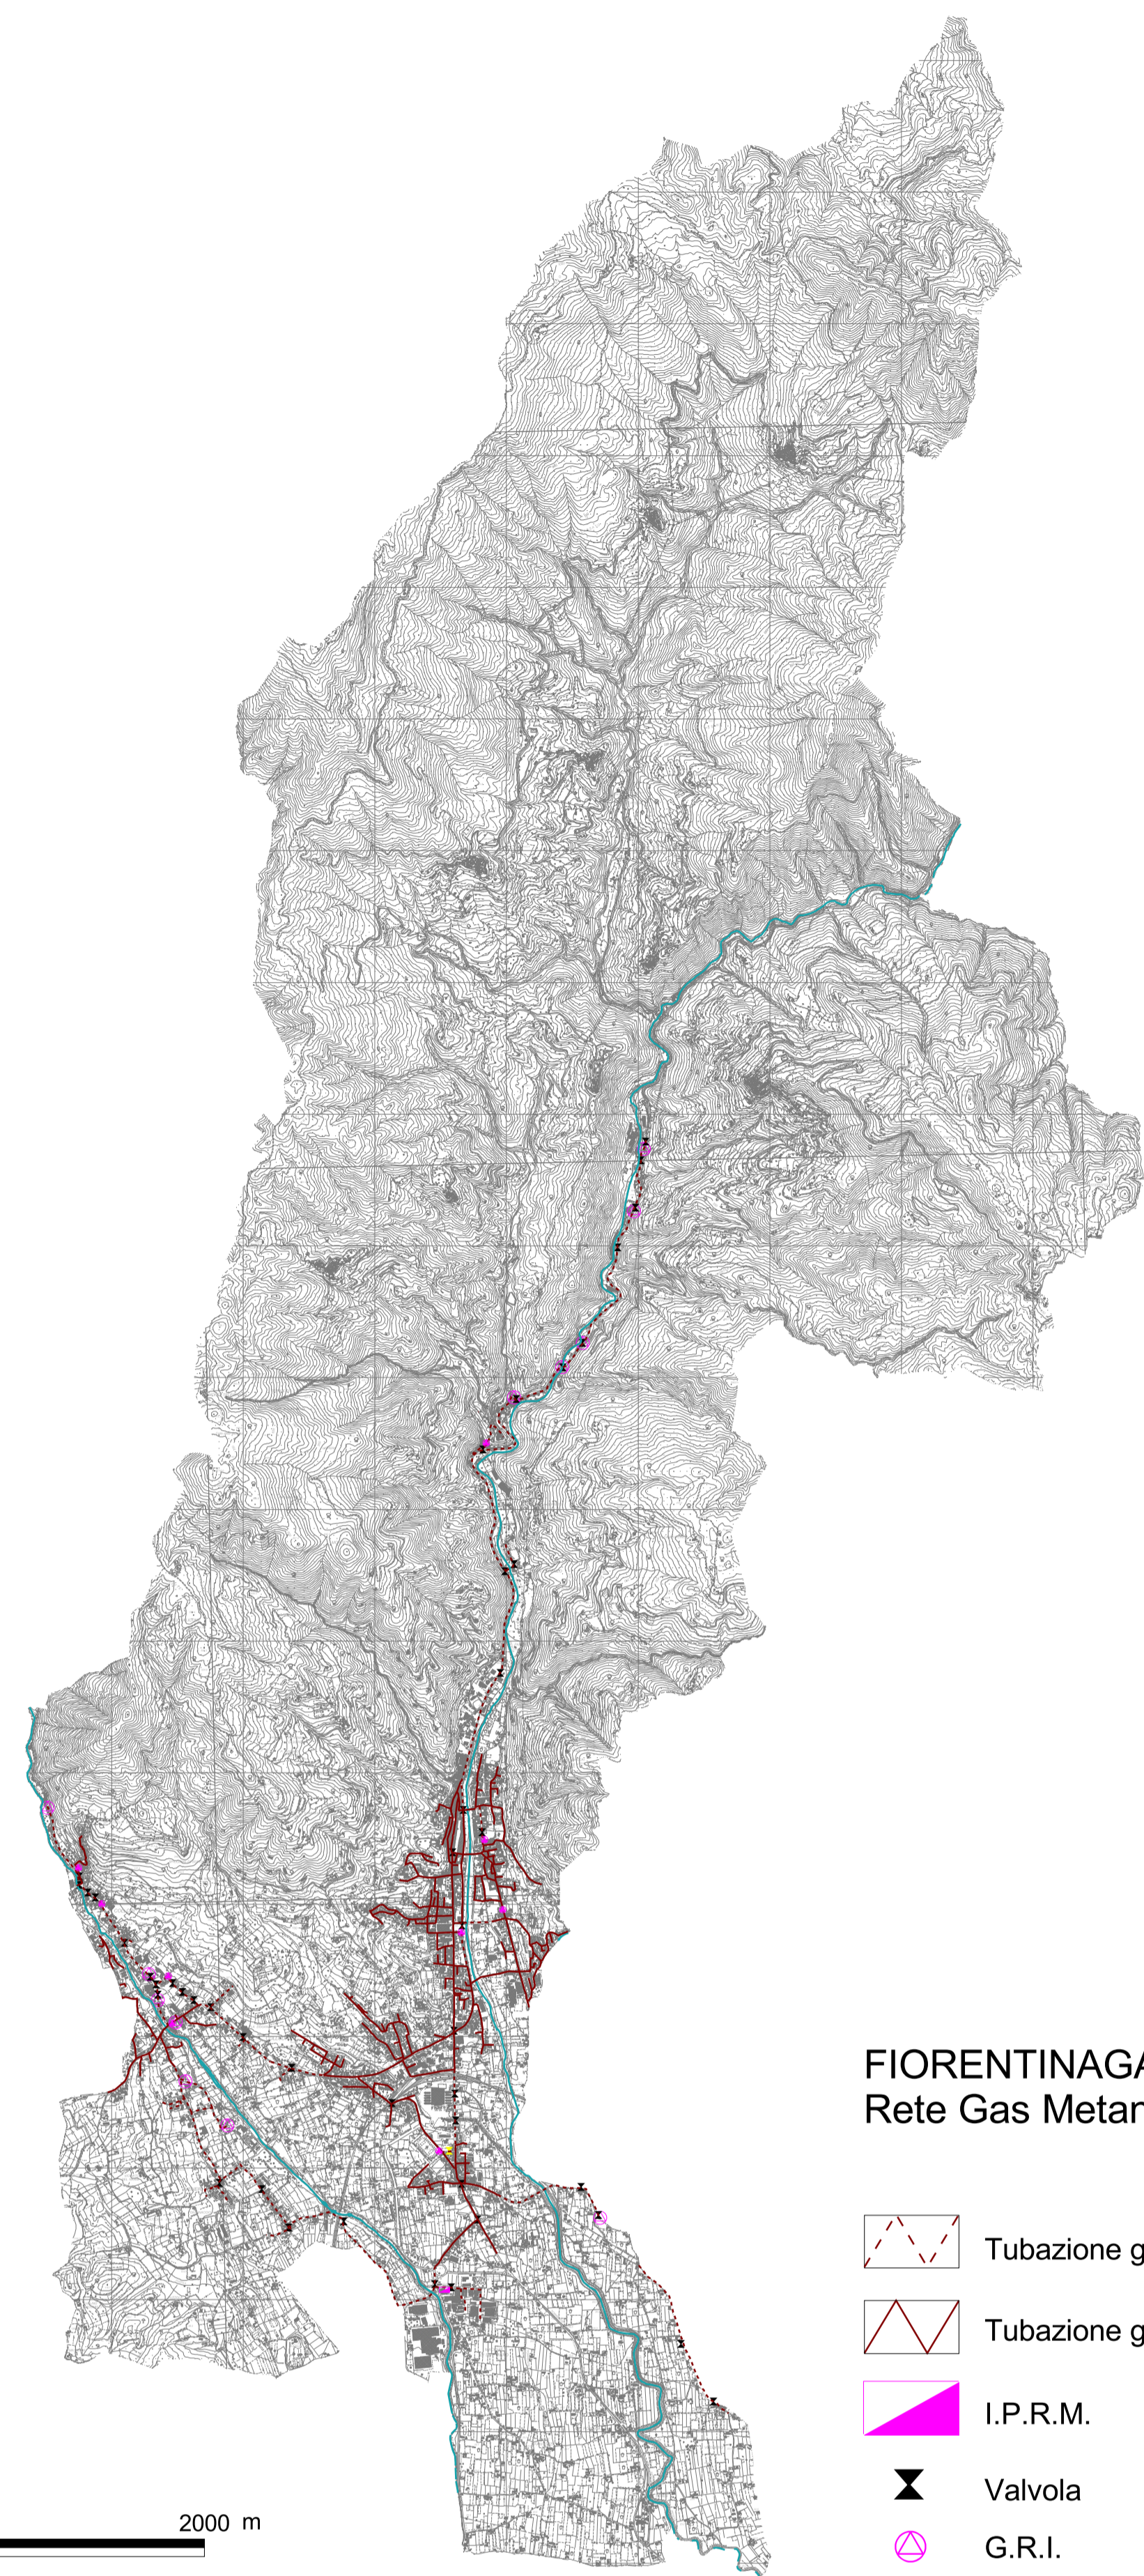 FIORENTINAGA
Rete Gas Metan
Tubazione g
Tubazione g
I.P.R.M.
Valvola
G.R.I.
2000 m